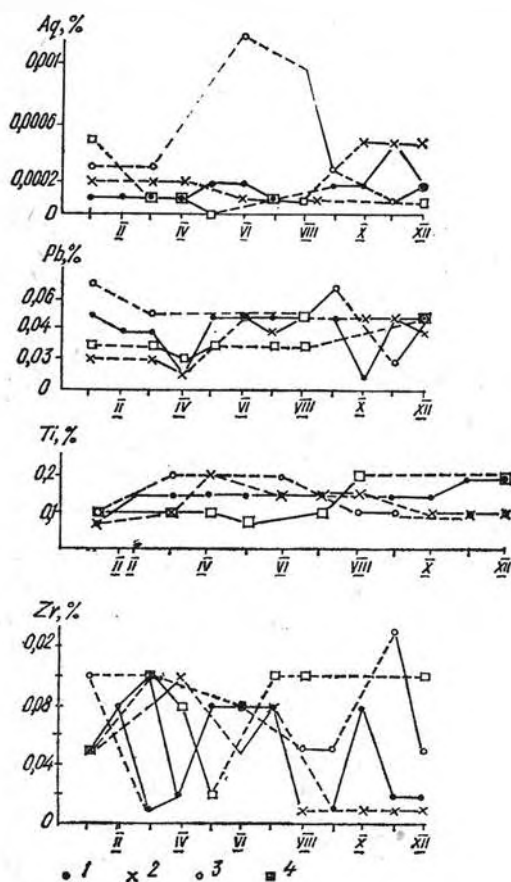 Aq, %
0,001
0,0006
0,0002
0
II IV VI VIII X XII
Pb, %
0,06
0,04
0,03
0
II IV VI VIII X XII
Ti, %
0,2
0,1
II II IV VI VIII X XII
Zr, %
0,02
0,08
0,04
0
II IV VI VIII X XII
1 2 3 4